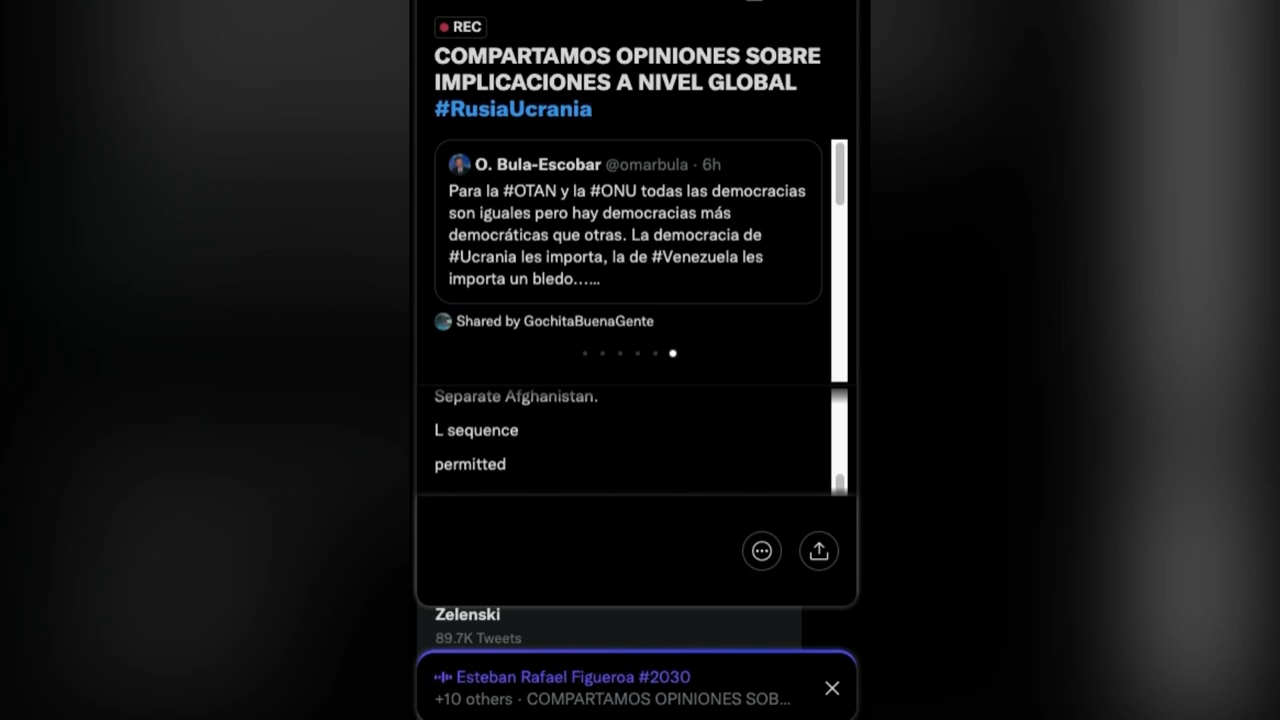 REC
COMPARTAMOS OPINIONES SOBRE
IMPLICACIONES A NIVEL GLOBAL
#RusiaUcrania
O. Bula-Escobar @omarbula · 6h
Para la #OTAN y la #ONU todas las democracias
son iguales pero hay democracias más
democráticas que otras. La democracia de
#Ucrania les importa, la de #Venezuela les
importa un bledo......
Shared by GochitaBuenaGente
Separate Afghanistan.
L sequence
permitted
Zelenski
89.7K Tweets
Esteban Rafael Figueroa #2030
+10 others · COMPARTAMOS OPINIONES SOB...